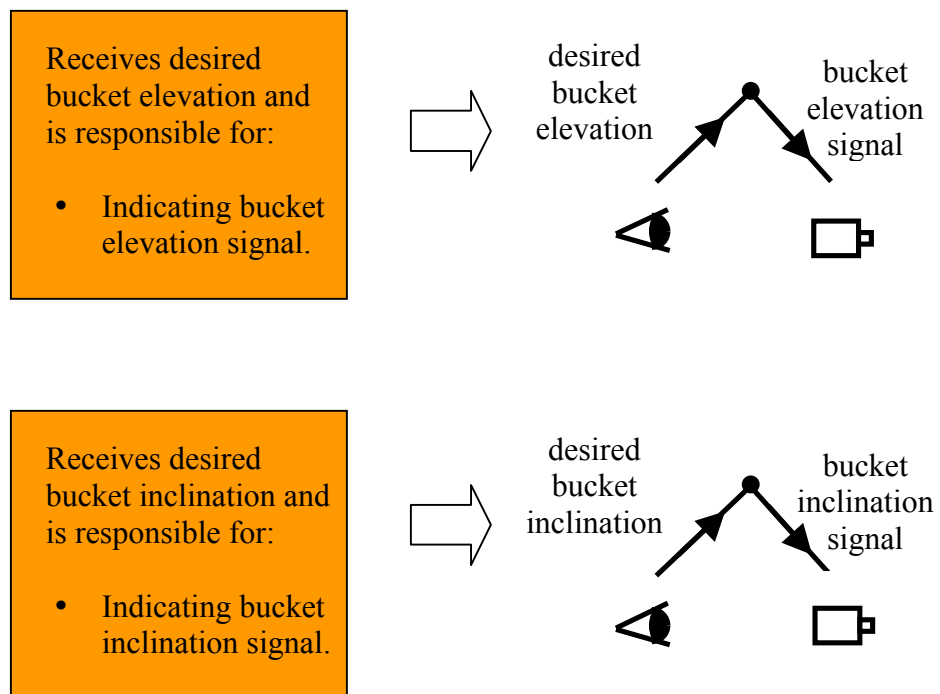 Receives desired
bucket elevation and
is responsible for:
• Indicating bucket
elevation signal.
desired
bucket
elevation
bucket
elevation
signal
Receives desired
bucket inclination and
is responsible for:
• Indicating bucket
inclination signal.
desired
bucket
inclination
bucket
inclination
signal